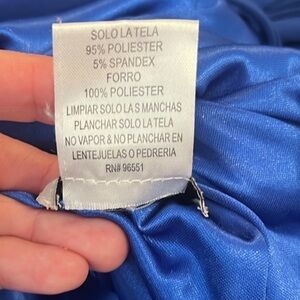 SOLO LA TELA
95% POLIESTER
5% SPANDEX
FORRO
100% POLIESTER
LIMPIAR SOLO LA S MANCHAS
PLANCHAR SOLO LA TELA
NO VAPOR & NO PLANCHAR EN
LENTEJUELAS O PEDRERIA
RN# 96551